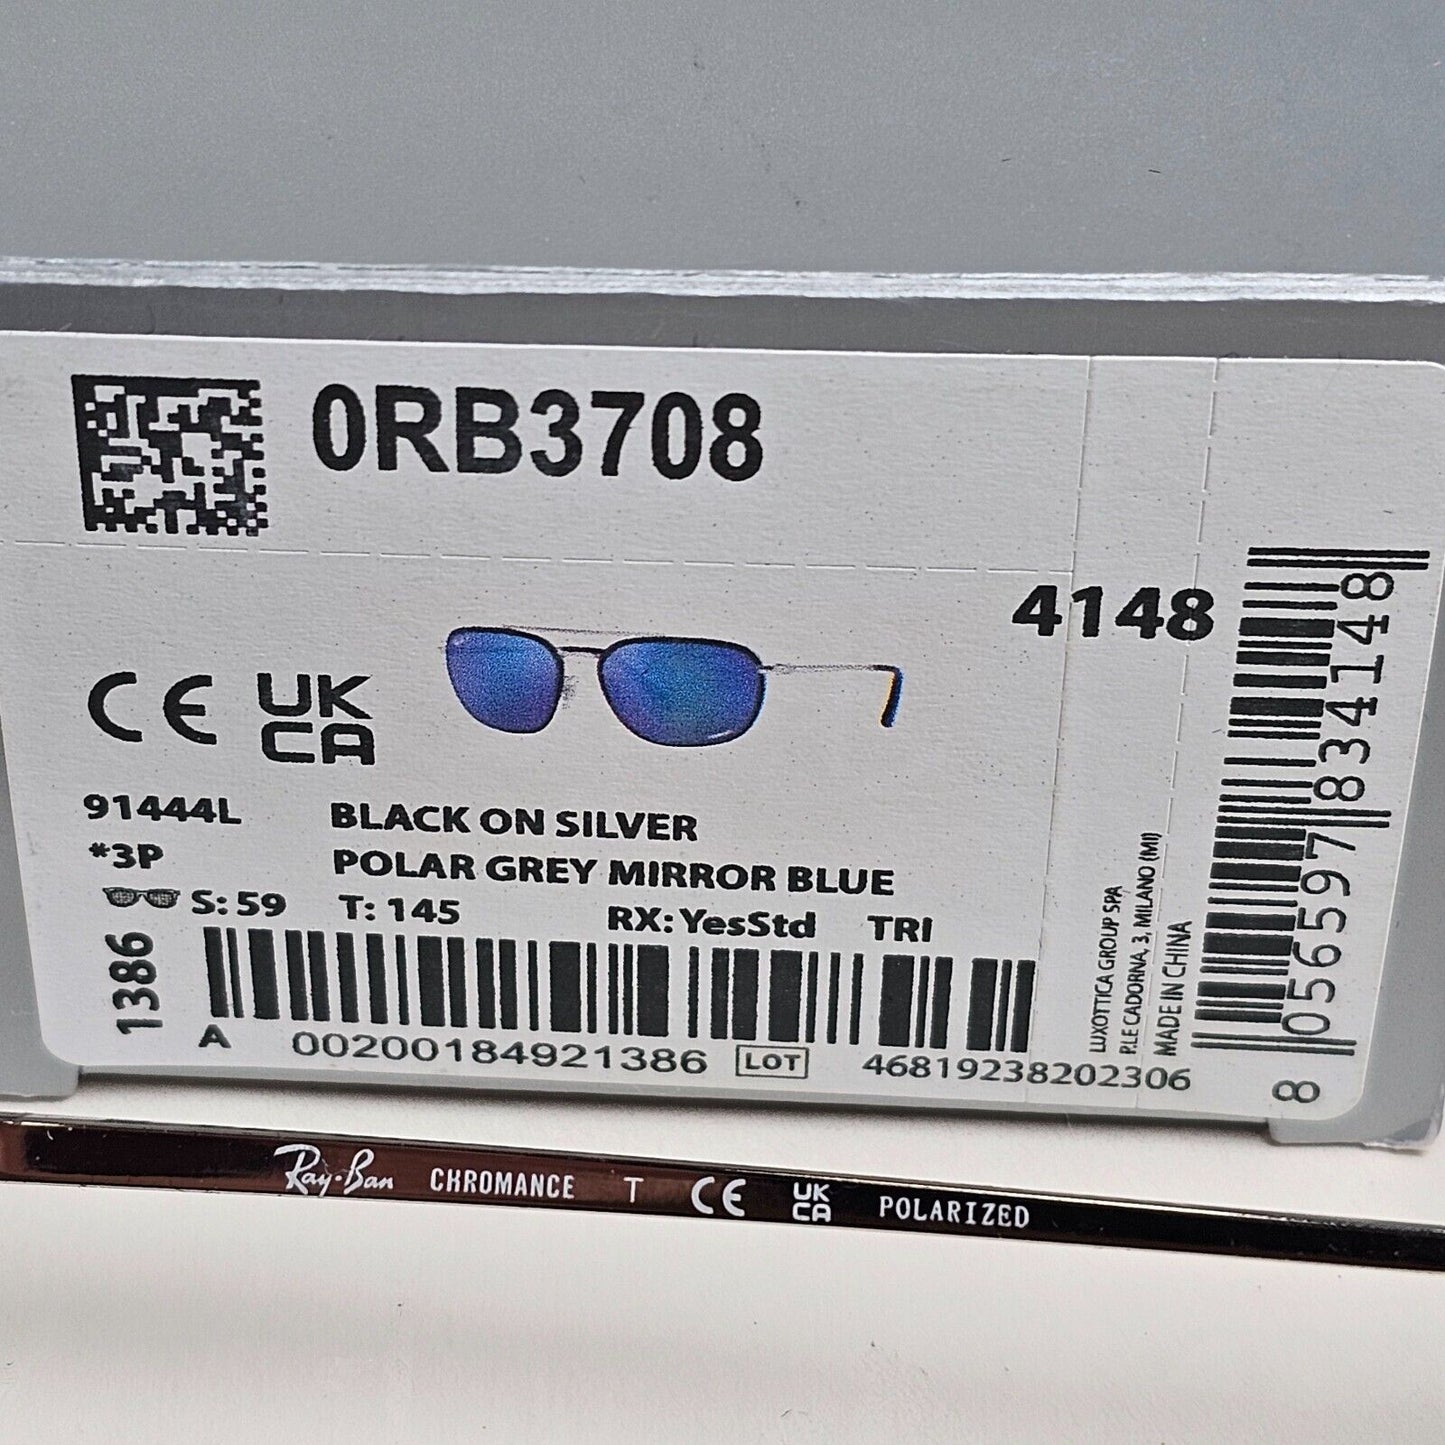 0RB3708
4148
CE UK
CA
91444L BLACK ON SILVER
*3P POLAR GREY MIRROR BLUE
S: 59 T: 145 RX: YesStd TRI
1386
A 00200184921386 LOT 46819238202306
LUXOTTICA GROUP SPA
P.LE CADORNA, 3, MILANO (MI)
MADE IN CHINA
8 056597 834148
Ray-Ban CHROMANCE T CE UK
CA POLARIZED